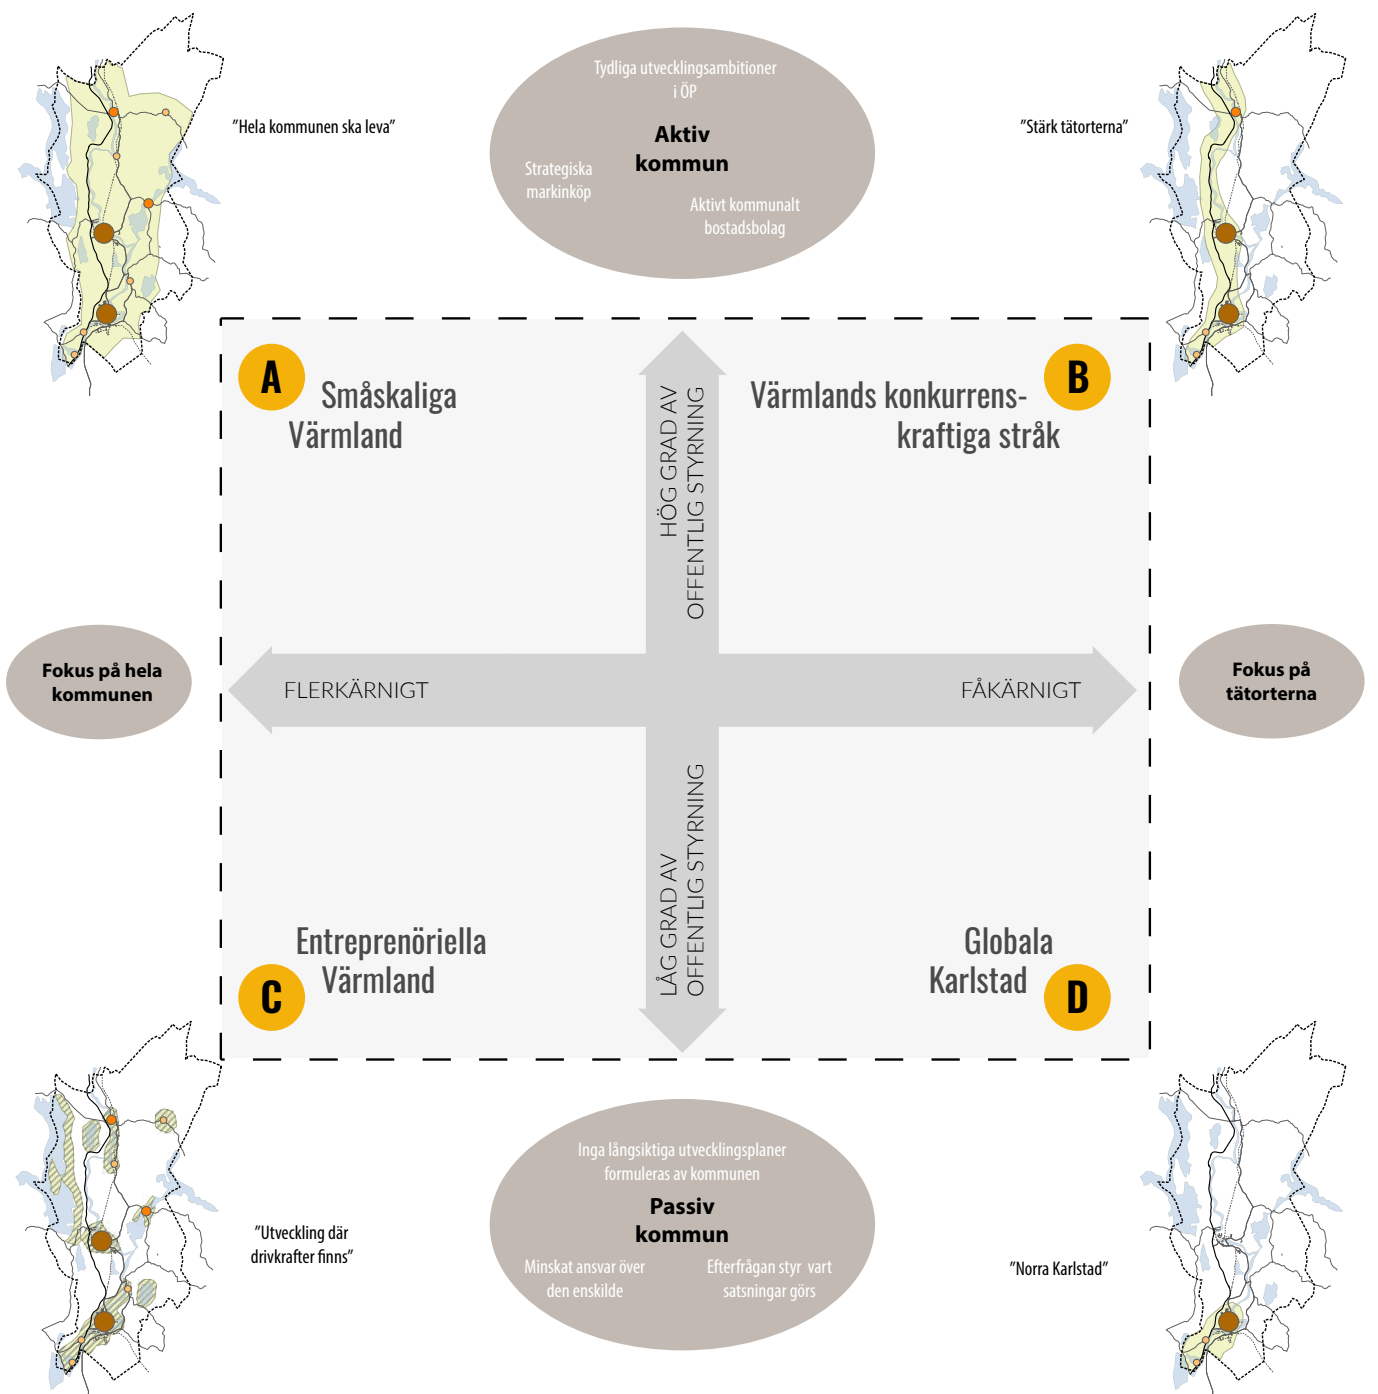 Tydliga utvecklingsambitioner
i ÖP
Aktiv
kommun
Strategiska
markinköp
Aktivt kommunalt
bostadsbolag
"Hela kommunen ska leva"
"Stärk tätorterna"
A
Småskaliga
Värmland
B
Värmlands konkurrens-
kraftiga stråk
HÖG GRAD AV
OFFENTLIG STYRNING
Fokus på hela
kommunen
FLERKÄRNIGT
FÅKÄRNIGT
Fokus på
tätorterna
LÅG GRAD AV
OFFENTLIG STYRNING
Entreprenöriella
Värmland
C
Globala
Karlstad
D
"Utveckling där
drivkrafter finns"
Inga långsiktiga utvecklingsplaner
formuleras av kommunen
Passiv
kommun
Minskat ansvar över
den enskilde
Efterfrågan styr vart
satsningar görs
"Norra Karlstad"